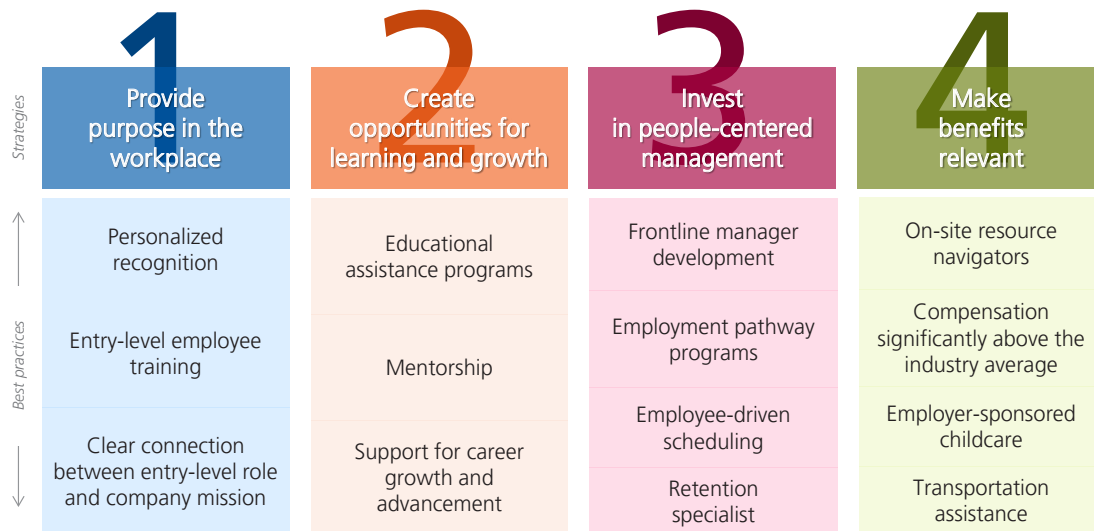 Strategies
1
Provide
purpose in the
workplace
2
Create
opportunities for
learning and growth
3
Invest
in people-centered
management
4
Make
benefits
relevant
Best practices
Personalized
recognition
Entry-level employee
training
Clear connection
between entry-level role
and company mission
Educational
assistance programs
Mentorship
Support for career
growth and
advancement
Frontline manager
development
Employment pathway
programs
Employee-driven
scheduling
Retention
specialist
On-site resource
navigators
Compensation
significantly above the
industry average
Employer-sponsored
childcare
Transportation
assistance